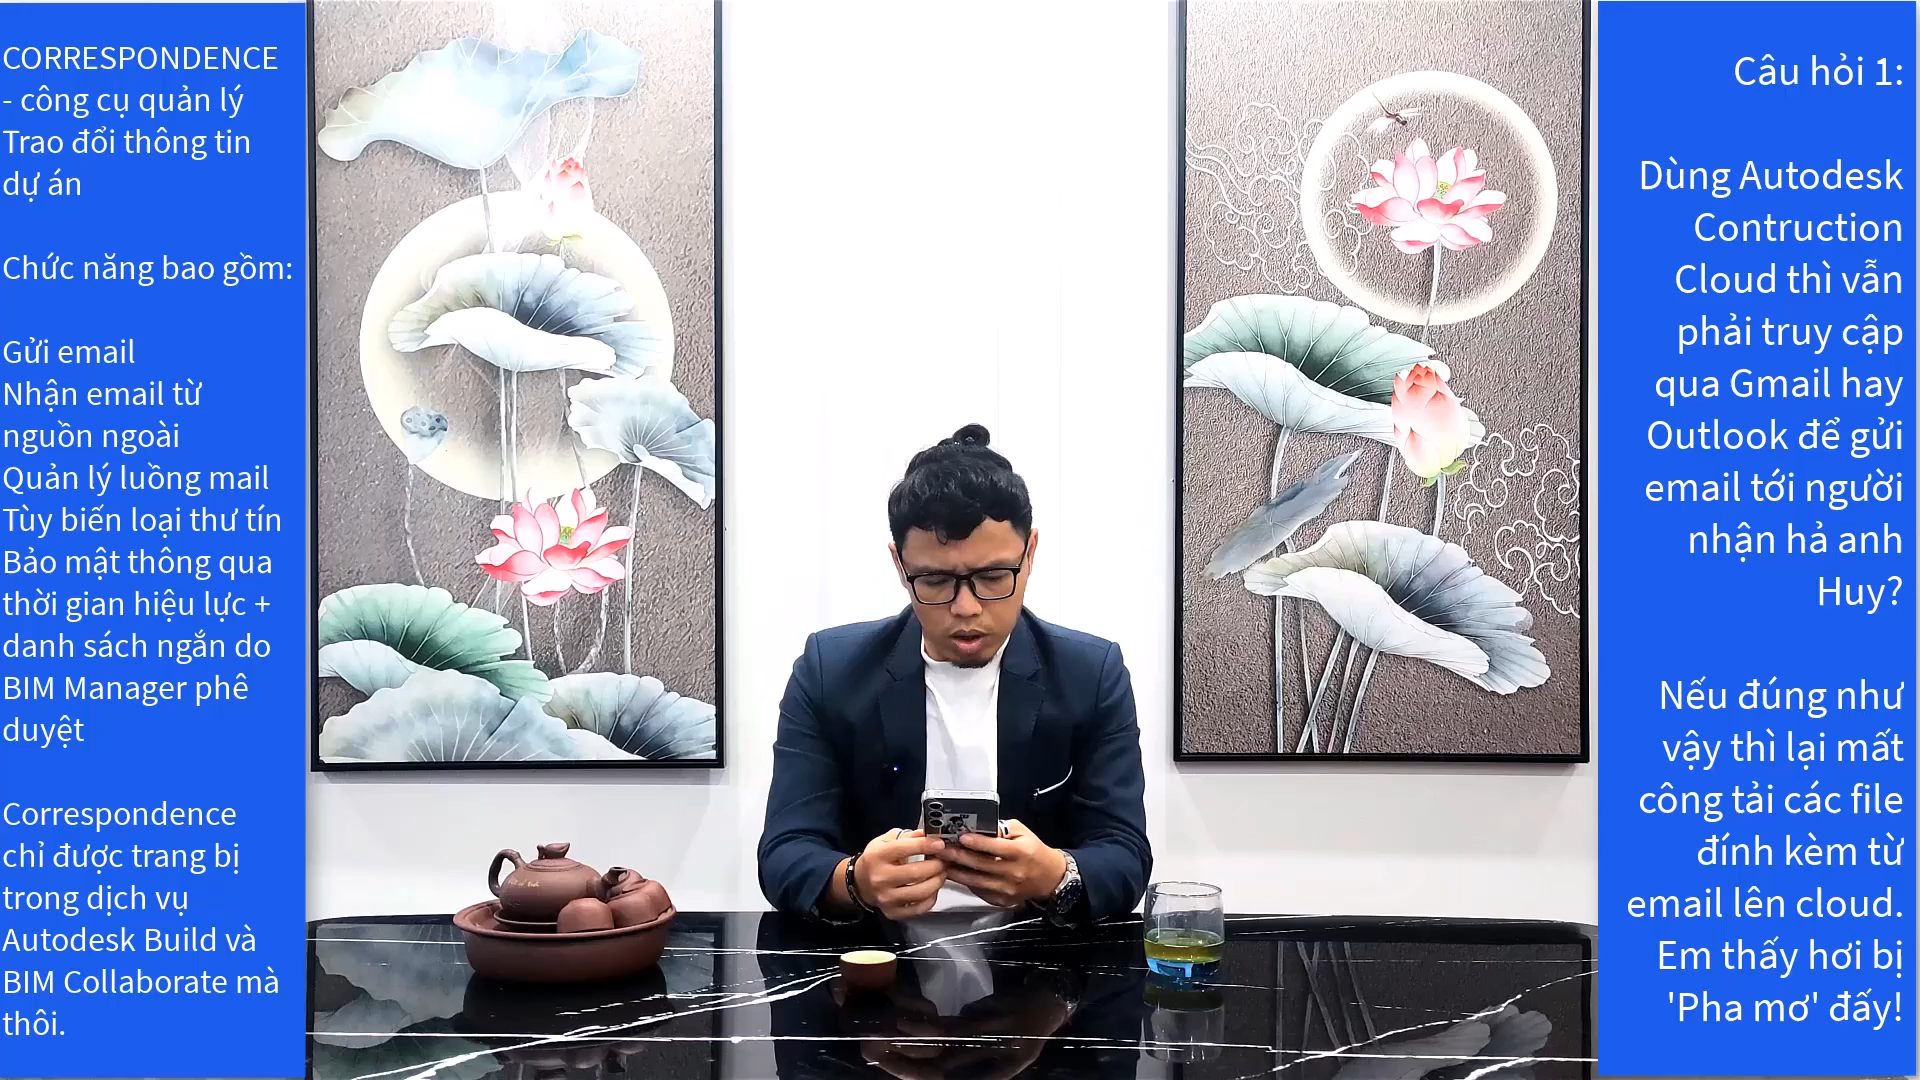 CORRESPONDENCE
- công cụ quản lý
Trao đổi thông tin
dự án
Chức năng bao gồm:
Gửi email
Nhận email từ
nguồn ngoài
Quản lý luồng mail
Tùy biến loại thư tín
Bảo mật thông qua
thời gian hiệu lực +
danh sách ngắn do
BIM Manager phê
duyệt
Correspondence
chỉ được trang bị
trong dịch vụ
Autodesk Build và
BIM Collaborate mà
thôi.
Câu hỏi 1:
Dùng Autodesk
Contruction
Cloud thì vẫn
phải truy cập
qua Gmail hay
Outlook để gửi
email tới người
nhận hả anh
Huy?
Nếu đúng như
vậy thì lại mất
công tải các file
đính kèm từ
email lên cloud.
Em thấy hơi bị
'Pha mơ' đấy!